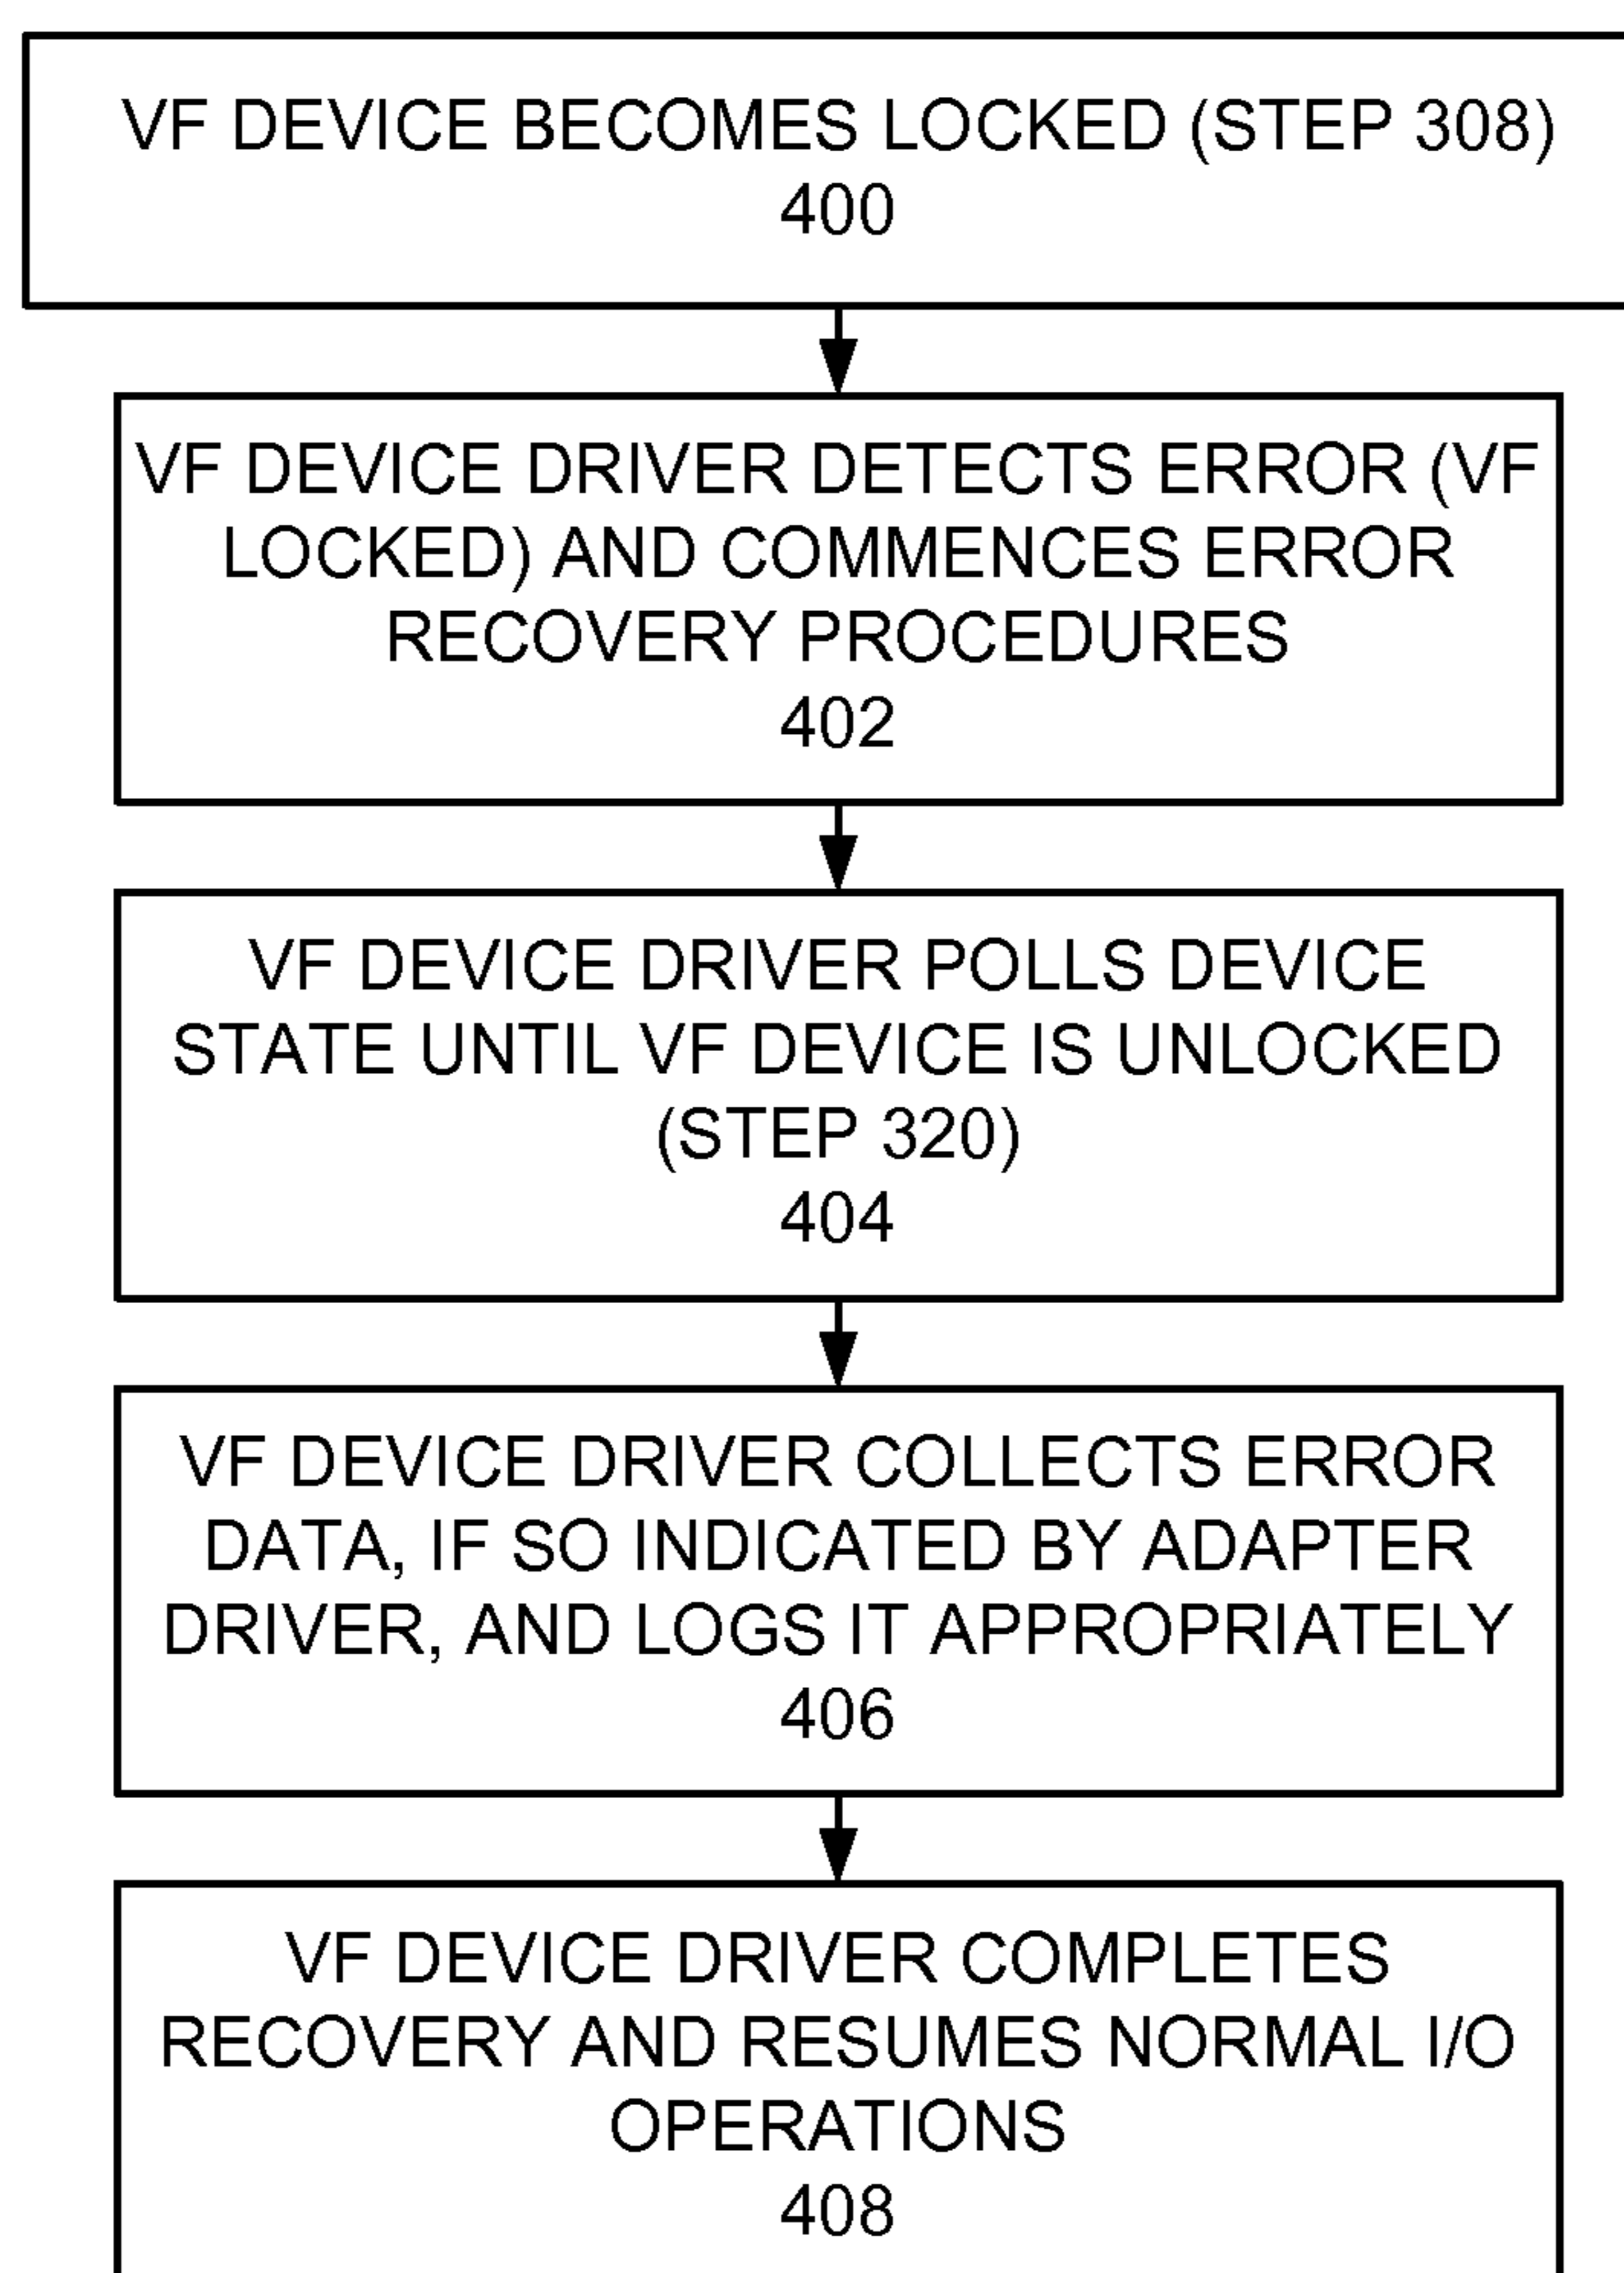 VF DEVICE BECOMES LOCKED (STEP 308)
400
VF DEVICE DRIVER DETECTS ERROR (VF
LOCKED) AND COMMENCES ERROR
RECOVERY PROCEDURES
402
VF DEVICE DRIVER POLLS DEVICE
STATE UNTIL VF DEVICE IS UNLOCKED
(STEP 320)
404
VF DEVICE DRIVER COLLECTS ERROR
DATA, IF SO INDICATED BY ADAPTER
DRIVER, AND LOGS IT APPROPRIATELY
406
VF DEVICE DRIVER COMPLETES
RECOVERY AND RESUMES NORMAL I/O
OPERATIONS
408